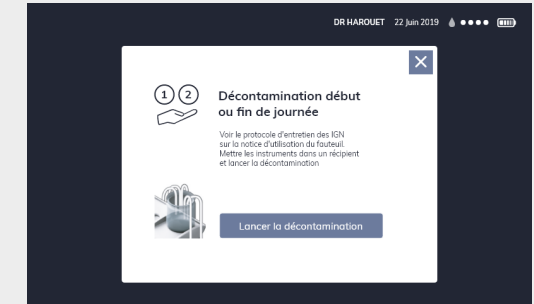 DR HAROUET 22 Juin 2019
1 2
Décontamination début
ou fin de journée
Voir le protocole d'entretien des IGN
sur la notice d'utilisation du fauteuil.
Mettre les instruments dans un récipient
et lancer la décontamination
Lancer la décontamination